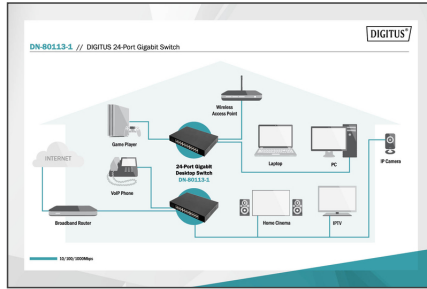 DIGITUS®
DN-80113-1 // DIGITUS 24-Port Gigabit Switch
Wireless
Access Point
Game Player
INTERNET
24-Port Gigabit
Desktop Switch
DN-80113-1
Laptop
PC
IP Camera
VoIP Phone
Broadband Router
Home Cinema
IPTV
10/100/1000Mbps